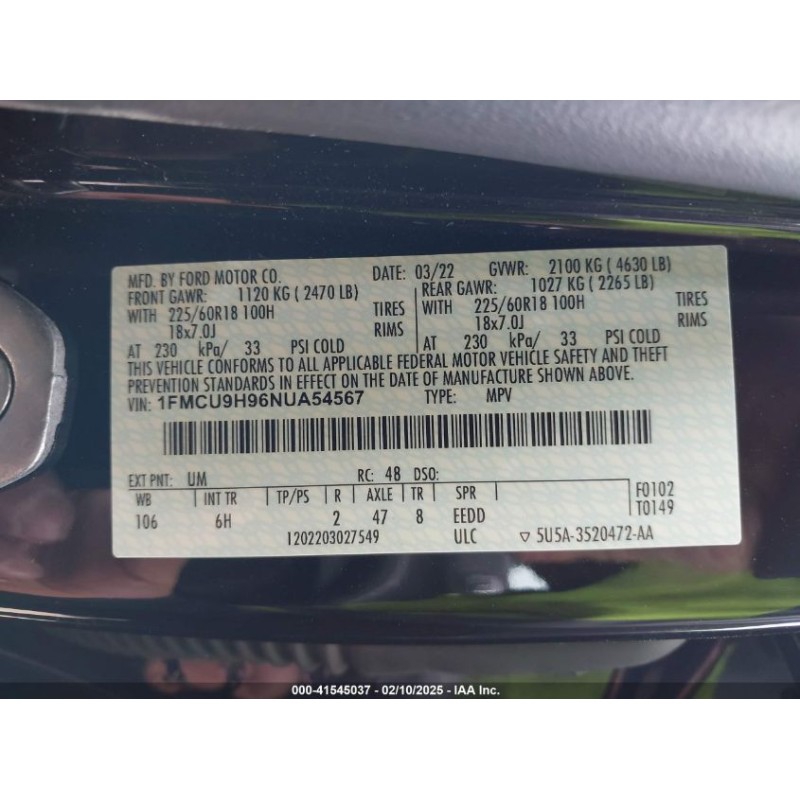 MFD. BY FORD MOTOR CO. DATE: 03/22 GVWR: 2100 KG ( 4630 LB)
FRONT GAWR: 1120 KG ( 2470 LB) REAR GAWR: 1027 KG ( 2265 LB)
WITH 225/60R18 100H TIRES WITH 225/60R18 100H TIRES
18x7.0J RIMS 18x7.0J RIMS
AT 230 kPa/ 33 PSI COLD AT 230 kPa/ 33 PSI COLD
THIS VEHICLE CONFORMS TO ALL APPLICABLE FEDERAL MOTOR VEHICLE SAFETY AND THEFT
PREVENTION STANDARDS IN EFFECT ON THE DATE OF MANUFACTURE SHOWN ABOVE.
VIN: 1FMCU9H96NUA54567 TYPE: MPV
EXT PNT: UM RC: 48 DSO:
WB INT TR TP/PS R AXLE TR SPR F0102
106 6H 2 47 8 EEDD T0149
1202203027549 ULC ▽ 5U5A-3520472-AA
000-41545037 - 02/10/2025 - IAA Inc.